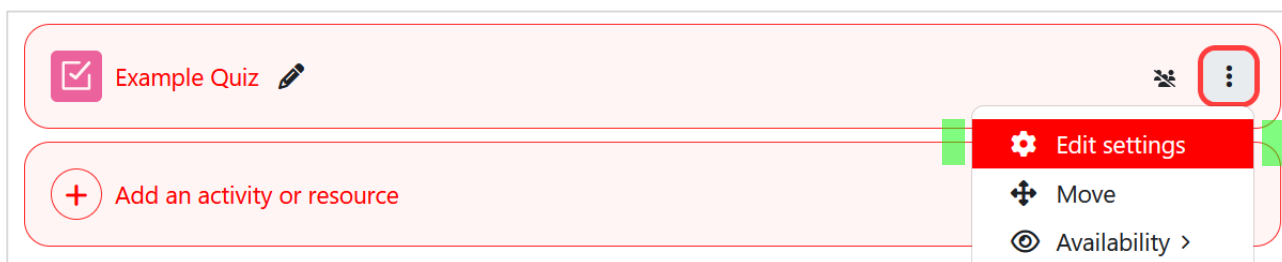 Example Quiz
Edit settings
Add an activity or resource
Move
Availability